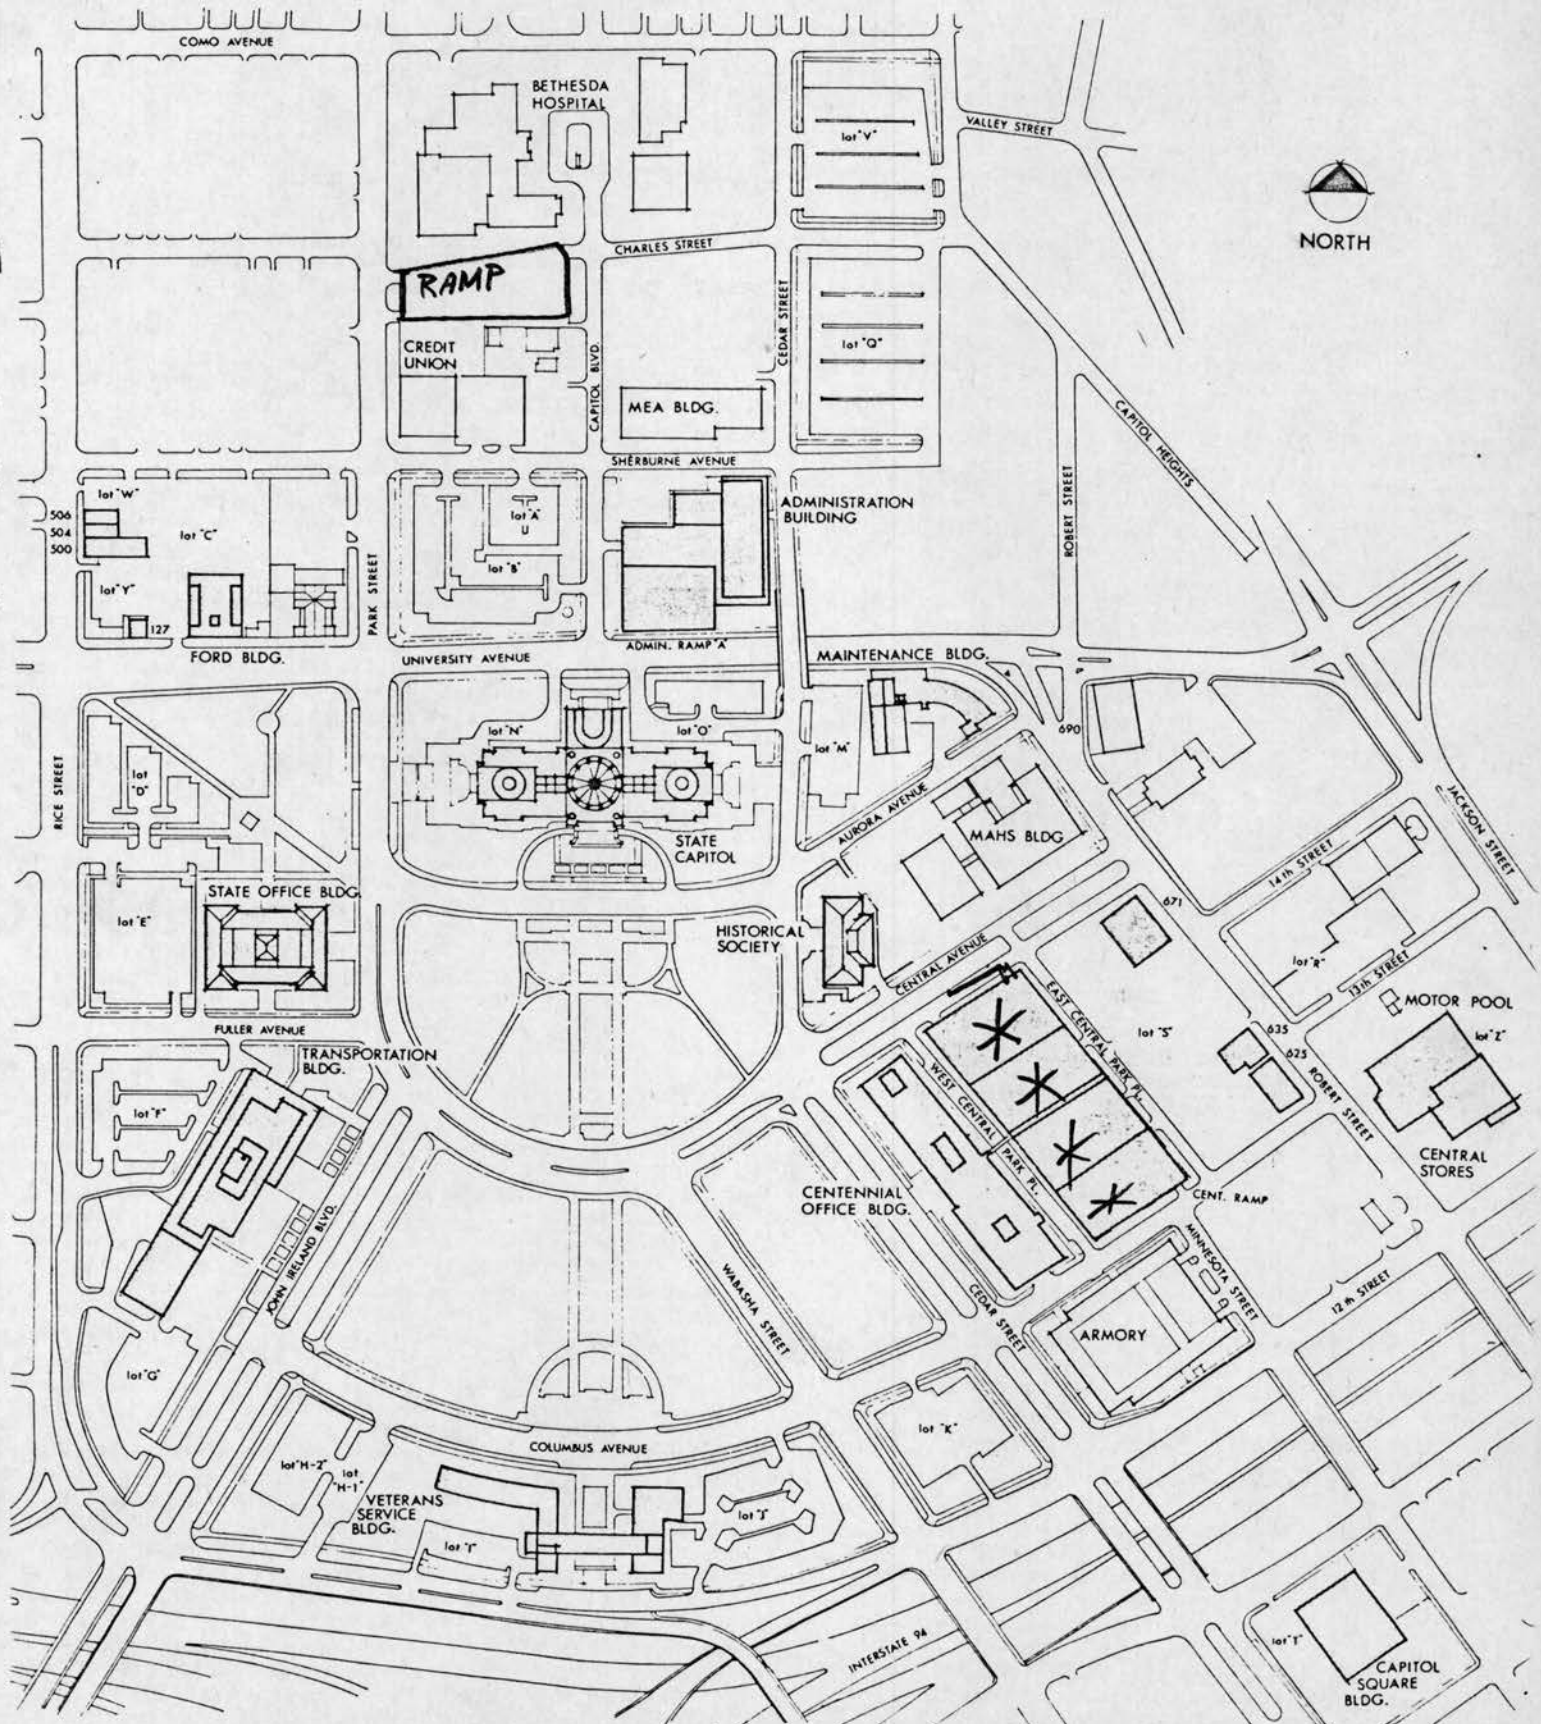 COMO AVENUE
BETHESDA
HOSPITAL
lot "V"
VALLEY STREET
NORTH
CHARLES STREET
RAMP
CREDIT
UNION
CAPITOL BLVD.
CEDAR STREET
lot "Q"
MEA BLDG.
CAPITOL HEIGHTS
SHERBURNE AVENUE
ROBERT STREET
lot "W"
506
504
500
lot "C"
lot "A"
U
lot "B"
ADMINISTRATION
BUILDING
lot "Y"
127
PARK STREET
FORD BLDG.
UNIVERSITY AVENUE
ADMIN. RAMP "A"
MAINTENANCE BLDG.
690
RICE STREET
lot
"D"
lot "N"
lot "O"
lot "M"
AURORA AVENUE
MAHS BLDG
JACKSON STREET
STATE
CAPITOL
14th STREET
STATE OFFICE BLDG.
lot "E"
671
HISTORICAL
SOCIETY
CENTRAL AVENUE
lot "R"
13th STREET
EAST CENTRAL PARK PL.
MOTOR POOL
lot "S"
635
625
lot "Z"
FULLER AVENUE
TRANSPORTATION
BLDG.
WEST CENTRAL PARK PL.
ROBERT STREET
lot "F"
CENTRAL
STORES
CENTENNIAL
OFFICE BLDG.
CENT. RAMP
JOHN IRELAND BLVD.
WABASHA STREET
CEDAR STREET
MINNESOTA STREET
12th STREET
ARMORY
lot "G"
lot "K"
COLUMBUS AVENUE
lot "H-2"
lot
"H-1"
VETERANS
SERVICE
BLDG.
lot "J"
lot "I"
INTERSTATE 94
lot "T"
CAPITOL
SQUARE
BLDG.